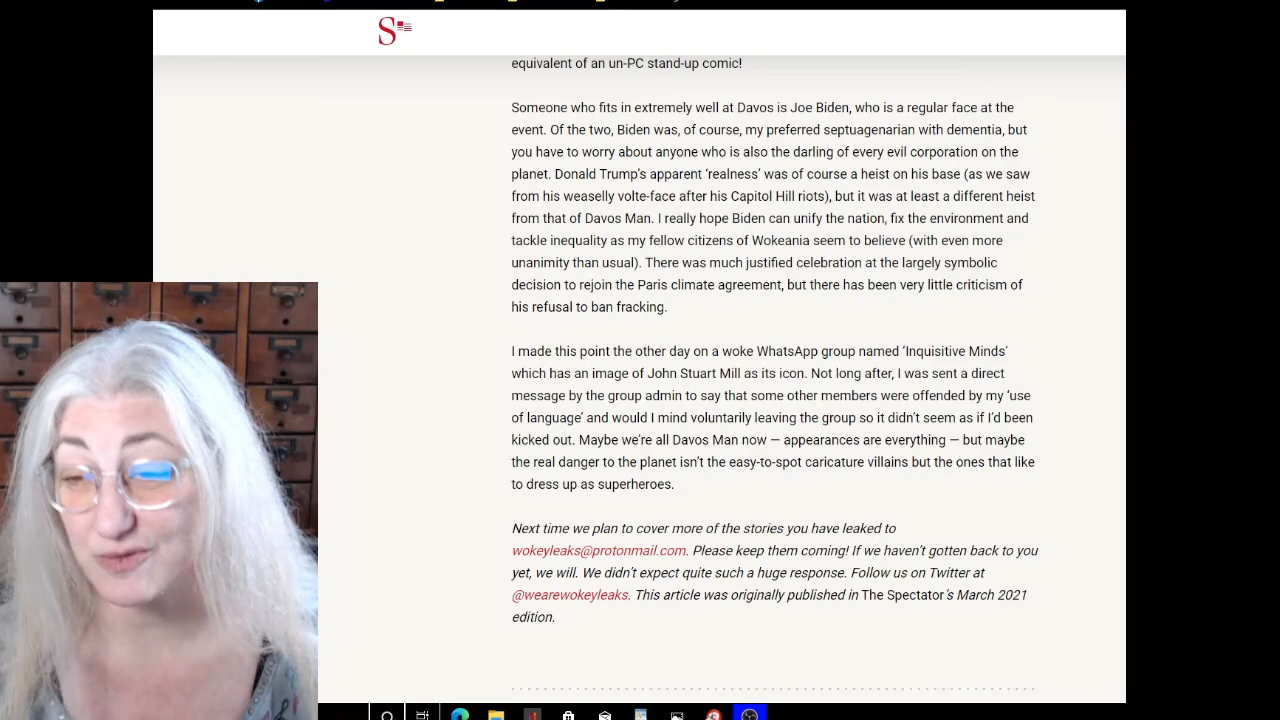 S
equivalent of an un-PC stand-up comic!
Someone who fits in extremely well at Davos is Joe Biden, who is a regular face at the
event. Of the two, Biden was, of course, my preferred septuagenarian with dementia, but
you have to worry about anyone who is also the darling of every evil corporation on the
planet. Donald Trump’s apparent ‘realness’ was of course a heist on his base (as we saw
from his weaselly volte-face after his Capitol Hill riots), but it was at least a different heist
from that of Davos Man. I really hope Biden can unify the nation, fix the environment and
tackle inequality as my fellow citizens of Wokeania seem to believe (with even more
unanimity than usual). There was much justified celebration at the largely symbolic
decision to rejoin the Paris climate agreement, but there has been very little criticism of
his refusal to ban fracking.
I made this point the other day on a woke WhatsApp group named ‘Inquisitive Minds’
which has an image of John Stuart Mill as its icon. Not long after, I was sent a direct
message by the group admin to say that some other members were offended by my ‘use
of language’ and would I mind voluntarily leaving the group so it didn’t seem as if I’d been
kicked out. Maybe we’re all Davos Man now — appearances are everything — but maybe
the real danger to the planet isn’t the easy-to-spot caricature villains but the ones that like
to dress up as superheroes.
Next time we plan to cover more of the stories you have leaked to
wokeyleaks@protonmail.com. Please keep them coming! If we haven’t gotten back to you
yet, we will. We didn’t expect quite such a huge response. Follow us on Twitter at
@wearewokeyleaks. This article was originally published in The Spectator’s March 2021
edition.